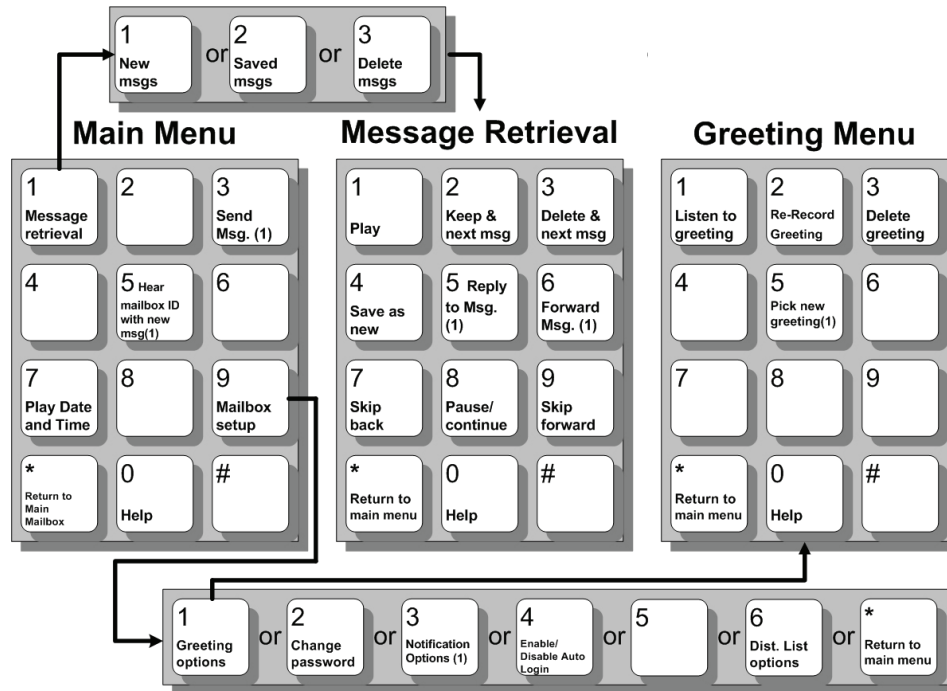 1 or 2 or 3
New msgs Saved msgs Delete msgs
Main Menu
1 2 3
Message retrieval Send Msg. (1)
4 5 Hear mailbox ID with new msg(1) 6
7 8 9
Play Date and Time Mailbox setup
* 0 #
Return to Main Mailbox Help
Message Retrieval
1 2 3
Play Keep & next msg Delete & next msg
4 5 Reply to Msg. (1) 6
Save as new Forward Msg. (1)
7 8 9
Skip back Pause/ continue Skip forward
* 0 #
Return to main menu Help
Greeting Menu
1 2 3
Listen to greeting Re-Record Greeting Delete greeting
4 5 6
Pick new greeting(1)
7 8 9
* 0 #
Return to main menu Help
1 or 2 or 3 or 4 or 5 or 6 or *
Greeting options Change password Notification Options (1) Enable/ Disable Auto Login Dist. List options Return to main menu